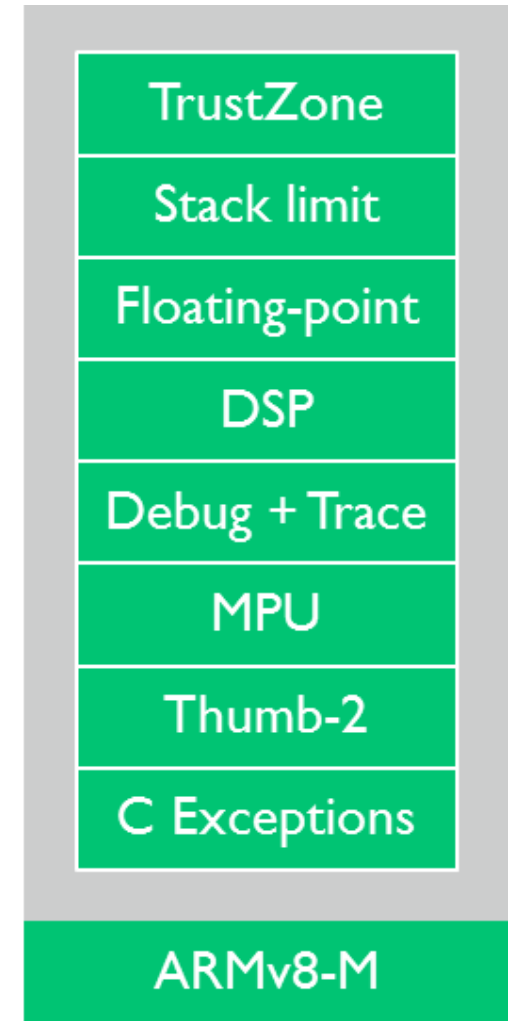 TrustZone
Stack limit
Floating-point
DSP
Debug + Trace
MPU
Thumb-2
C Exceptions
ARMv8-M